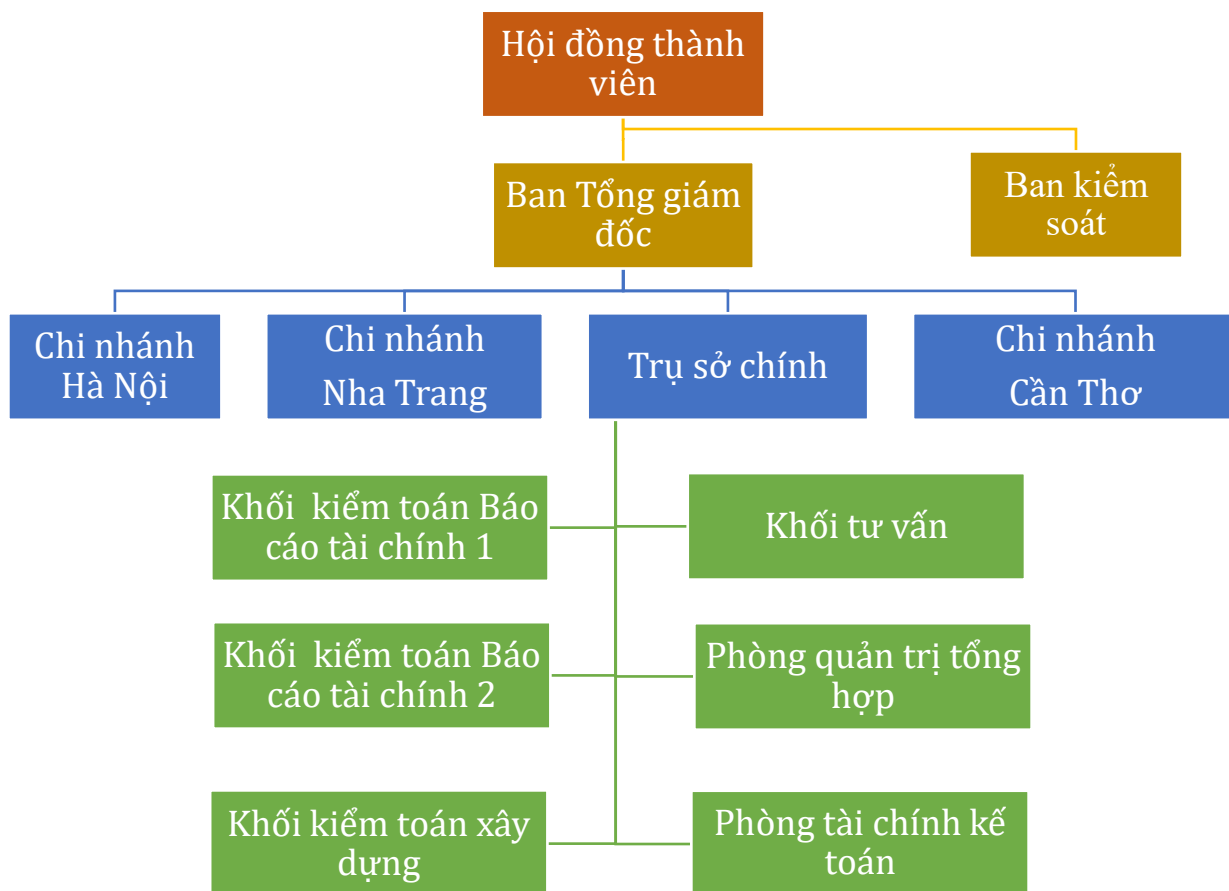 Hội đồng thành
viên
Ban Tổng giám
đốc
Ban kiểm
soát
Chi nhánh
Hà Nội
Chi nhánh
Nha Trang
Trụ sở chính
Chi nhánh
Cần Thơ
Khối  kiểm toán Báo
cáo tài chính 1
Khối tư vấn
Khối  kiểm toán Báo
cáo tài chính 2
Phòng quản trị tổng
hợp
Khối kiểm toán xây
dựng
Phòng tài chính kế
toán